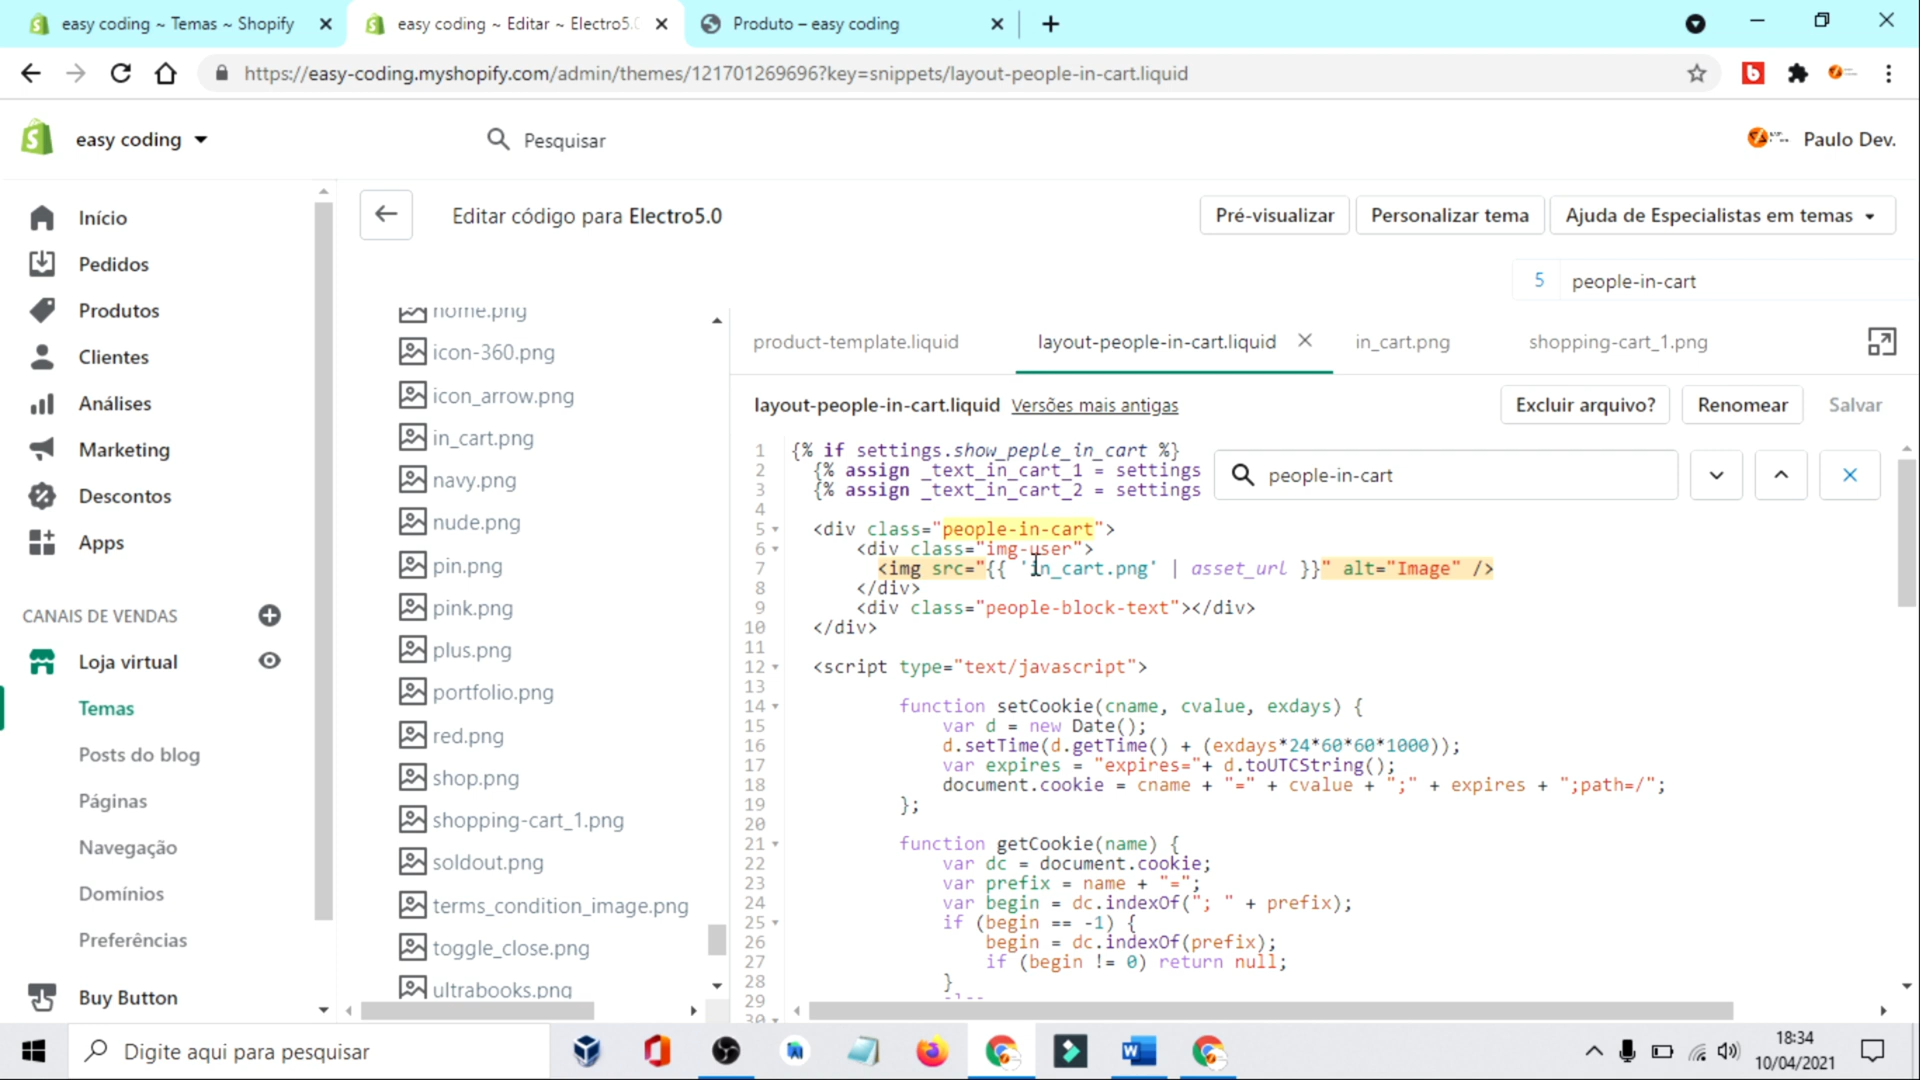 easy coding ~ Temas ~ Shopify
easy coding ~ Editar ~ Electro5.0
Produto – easy coding
https://easy-coding.myshopify.com/admin/themes/121701269696?key=snippets/layout-people-in-cart.liquid
easy coding
Pesquisar
Paulo Dev.
Início
Pedidos
Produtos
Clientes
Análises
Marketing
Descontos
Apps
CANAIS DE VENDAS
Loja virtual
Temas
Posts do blog
Páginas
Navegação
Domínios
Preferências
Buy Button
Editar código para Electro5.0
Pré-visualizar
Personalizar tema
Ajuda de Especialistas em temas
5 people-in-cart
home.png
icon-360.png
icon_arrow.png
in_cart.png
navy.png
nude.png
pin.png
pink.png
plus.png
portfolio.png
red.png
shop.png
shopping-cart_1.png
soldout.png
terms_condition_image.png
toggle_close.png
ultrabooks.png
product-template.liquid
layout-people-in-cart.liquid
in_cart.png
shopping-cart_1.png
layout-people-in-cart.liquid Versões mais antigas
Excluir arquivo?
Renomear
Salvar
people-in-cart
1 {% if settings.show_peple_in_cart %}
2 {% assign _text_in_cart_1 = settings
3 {% assign _text_in_cart_2 = settings
4
5 <div class="people-in-cart">
6 <div class="img-user">
7 <img src="{{ 'in_cart.png' | asset_url }}" alt="Image" />
8 </div>
9 <div class="people-block-text"></div>
10 </div>
11
12 <script type="text/javascript">
13
14 function setCookie(cname, cvalue, exdays) {
15 var d = new Date();
16 d.setTime(d.getTime() + (exdays*24*60*60*1000));
17 var expires = "expires="+ d.toUTCString();
18 document.cookie = cname + "=" + cvalue + ";" + expires + ";path=/";
19 };
20
21 function getCookie(name) {
22 var dc = document.cookie;
23 var prefix = name + "=";
24 var begin = dc.indexOf("; " + prefix);
25 if (begin == -1) {
26 begin = dc.indexOf(prefix);
27 if (begin != 0) return null;
28 }
29
30
Digite aqui para pesquisar
18:34
10/04/2021